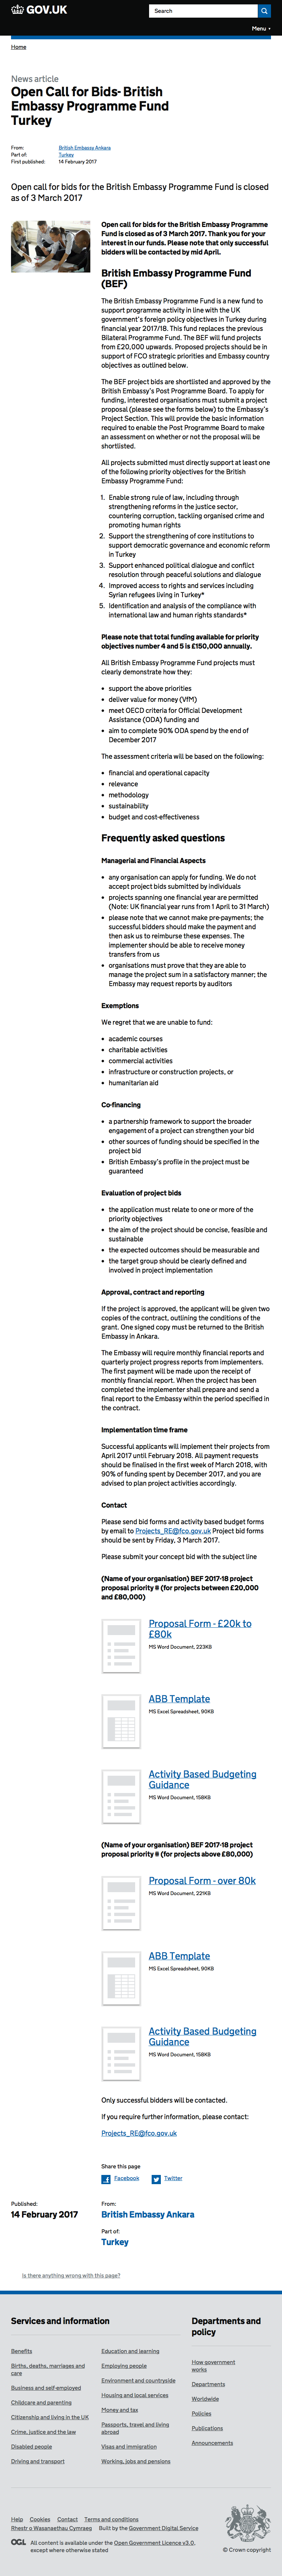 GOV.UK
Search
Menu
Home
News article
Open Call for Bids- British
Embassy Programme Fund
Turkey
From:
British Embassy Ankara
Part of:
Turkey
First published:
14 February 2017
Open call for bids for the British Embassy Programme Fund is closed
as of 3 March 2017
Open call for bids for the British Embassy Programme
Fund is closed as of 3 March 2017. Thank you for your
interest in our funds. Please note that only successful
bidders will be contacted by mid April.
British Embassy Programme Fund
(BEF)
The British Embassy Programme Fund is a new fund to
support programme activity in line with the UK
government's foreign policy objectives in Turkey during
financial year 2017/18. This fund replaces the previous
Bilateral Programme Fund. The BEF will fund projects
from £20,000 upwards. Proposed projects should be in
support of FCO strategic priorities and Embassy country
objectives as outlined below.
The BEF project bids are shortlisted and approved by the
British Embassy's Post Programme Board. To apply for
funding, interested organisations must submit a project
proposal (please see the forms below) to the Embassy's
Project Section. This will provide the basic information
required to enable the Post Programme Board to make
an assessment on whether or not the proposal will be
shortlisted.
All projects submitted must directly support at least one
of the following priority objectives for the British
Embassy Programme Fund:
1. Enable strong rule of law, including through
strengthening reforms in the justice sector,
countering corruption, tackling organised crime and
promoting human rights
2. Support the strengthening of core institutions to
support democratic governance and economic reform
in Turkey
3. Support enhanced political dialogue and conflict
resolution through peaceful solutions and dialogue
4. Improved access to rights and services including
Syrian refugees living in Turkey*
5. Identification and analysis of the compliance with
international law and human rights standards*
Please note that total funding available for priority
objectives number 4 and 5 is £150,000 annually.
All British Embassy Programme Fund projects must
clearly demonstrate how they:
• support the above priorities
• deliver value for money (VfM)
• meet OECD criteria for Official Development
Assistance (ODA) funding and
• aim to complete 90% ODA spend by the end of
December 2017
The assessment criteria will be based on the following:
• financial and operational capacity
• relevance
• methodology
• sustainability
• budget and cost-effectiveness
Frequently asked questions
Managerial and Financial Aspects
• any organisation can apply for funding. We do not
accept project bids submitted by individuals
• projects spanning one financial year are permitted
(Note: UK financial year runs from 1 April to 31 March)
• please note that we cannot make pre-payments; the
successful bidders should make the payment and
then ask us to reimburse these expenses. The
implementer should be able to receive money
transfers from us
• organisations must prove that they are able to
manage the project sum in a satisfactory manner; the
Embassy may request reports by auditors
Exemptions
We regret that we are unable to fund:
• academic courses
• charitable activities
• commercial activities
• infrastructure or construction projects, or
• humanitarian aid
Co-financing
• a partnership framework to support the broader
engagement of a project can strengthen your bid
• other sources of funding should be specified in the
project bid
• British Embassy's profile in the project must be
guaranteed
Evaluation of project bids
• the application must relate to one or more of the
priority objectives
• the aim of the project should be concise, feasible and
sustainable
• the expected outcomes should be measurable and
• the target group should be clearly defined and
involved in project implementation
Approval, contract and reporting
If the project is approved, the applicant will be given two
copies of the contract, outlining the conditions of the
grant. One signed copy must be returned to the British
Embassy in Ankara.
The Embassy will require monthly financial reports and
quarterly project progress reports from implementers.
The first payment will be made upon the receipt of
monthly financial report. When the project has been
completed the implementer shall prepare and send a
final report to the Embassy within the time specified in
the contract.
Implementation time frame
Successful applicants will implement their projects from
April 2017 until February 2018. All payment requests
should be finalised in the first week of March 2018, with
90% of funding spent by December 2017, and you are
advised to plan project activities accordingly.
Contact
Please send bid forms and activity based budget forms
by email to Projects_RE@fco.gov.uk Project bid forms
should be sent by Friday, 3 March 2017.
Please submit your concept bid with the subject line
(Name of your organisation) BEF 2017-18 project
proposal priority # (for projects between £20,000
and £80,000)
Proposal Form - £20k to
£80k
MS Word Document, 223KB
ABB Template
MS Excel Spreadsheet, 90KB
Activity Based Budgeting
Guidance
MS Word Document, 158KB
(Name of your organisation) BEF 2017-18 project
proposal priority # (for projects above £80,000)
Proposal Form - over 80k
MS Word Document, 221KB
ABB Template
MS Excel Spreadsheet, 90KB
Activity Based Budgeting
Guidance
MS Word Document, 158KB
Only successful bidders will be contacted.
If you require further information, please contact:
Projects_RE@fco.gov.uk
Share this page
Facebook
Twitter
Published:
14 February 2017
From:
British Embassy Ankara
Part of:
Turkey
Is there anything wrong with this page?
Services and information
Benefits
Births, deaths, marriages and
care
Business and self-employed
Childcare and parenting
Citizenship and living in the UK
Crime, justice and the law
Disabled people
Driving and transport
Education and learning
Employing people
Environment and countryside
Housing and local services
Money and tax
Passports, travel and living
abroad
Visas and immigration
Working, jobs and pensions
Departments and
policy
How government
works
Departments
Worldwide
Policies
Publications
Announcements
Help Cookies Contact Terms and conditions
Rhestr o Wasanaethau Cymraeg Built by the Government Digital Service
OGL All content is available under the Open Government Licence v3.0,
except where otherwise stated
© Crown copyright